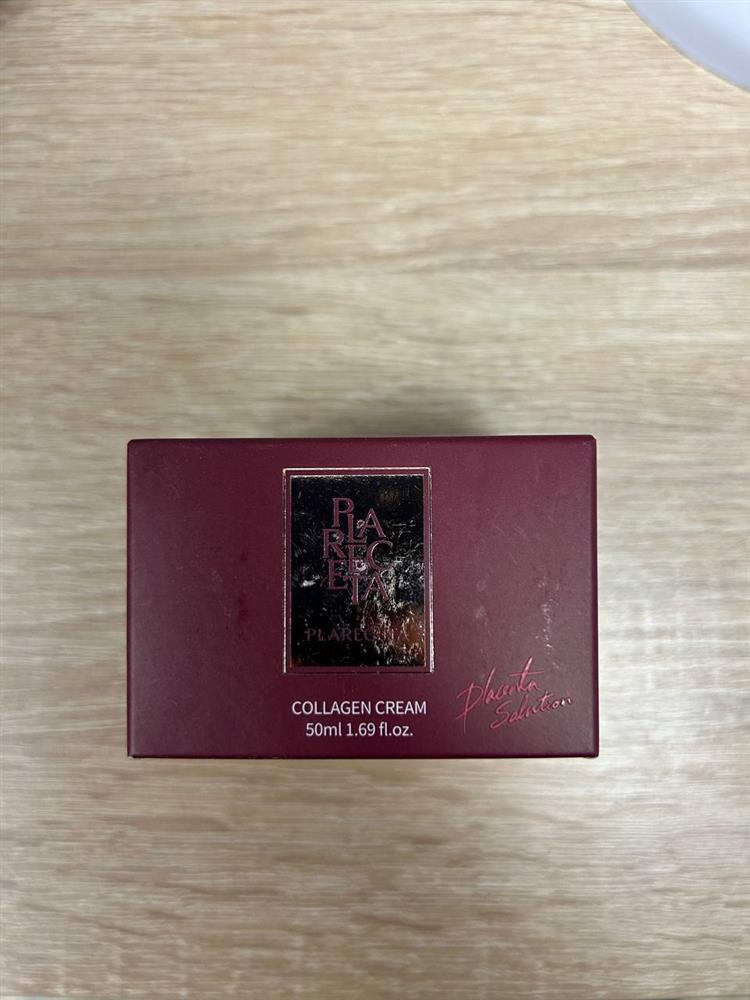 PLA
REC
ETA
PLARECETA
COLLAGEN CREAM
50ml 1.69 fl.oz.
Placenta
Solution